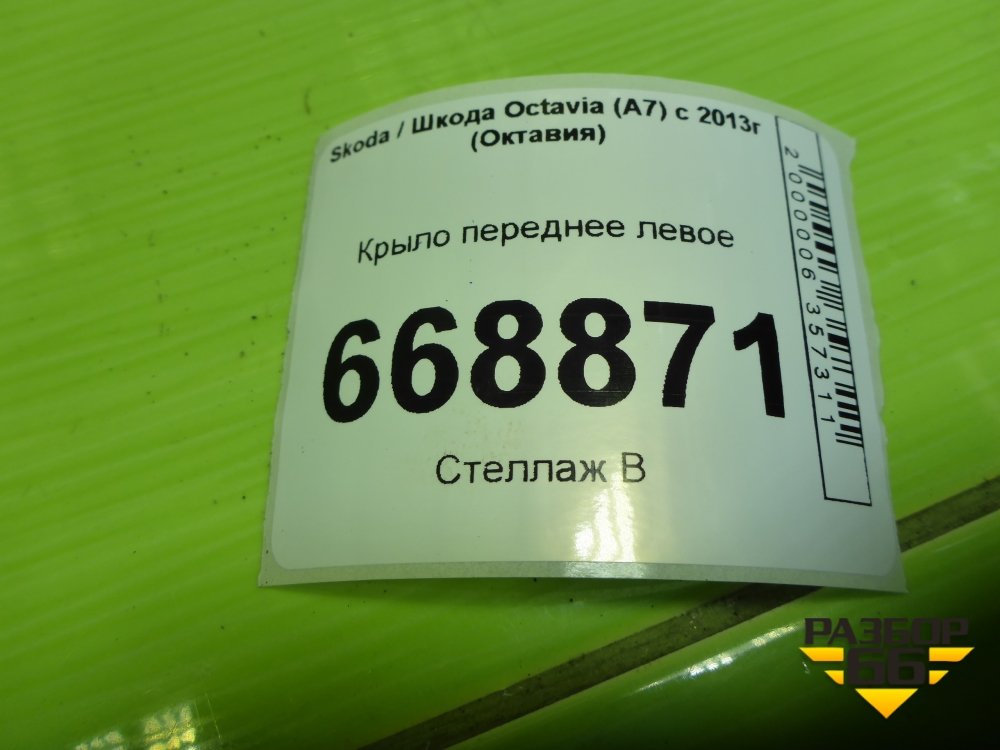 Skoda / Шкода Octavia (A7) с 2013г
(Октавия)
Крыло переднее левое
668871
Стеллаж В
2000006357311
РАЗБОР
66